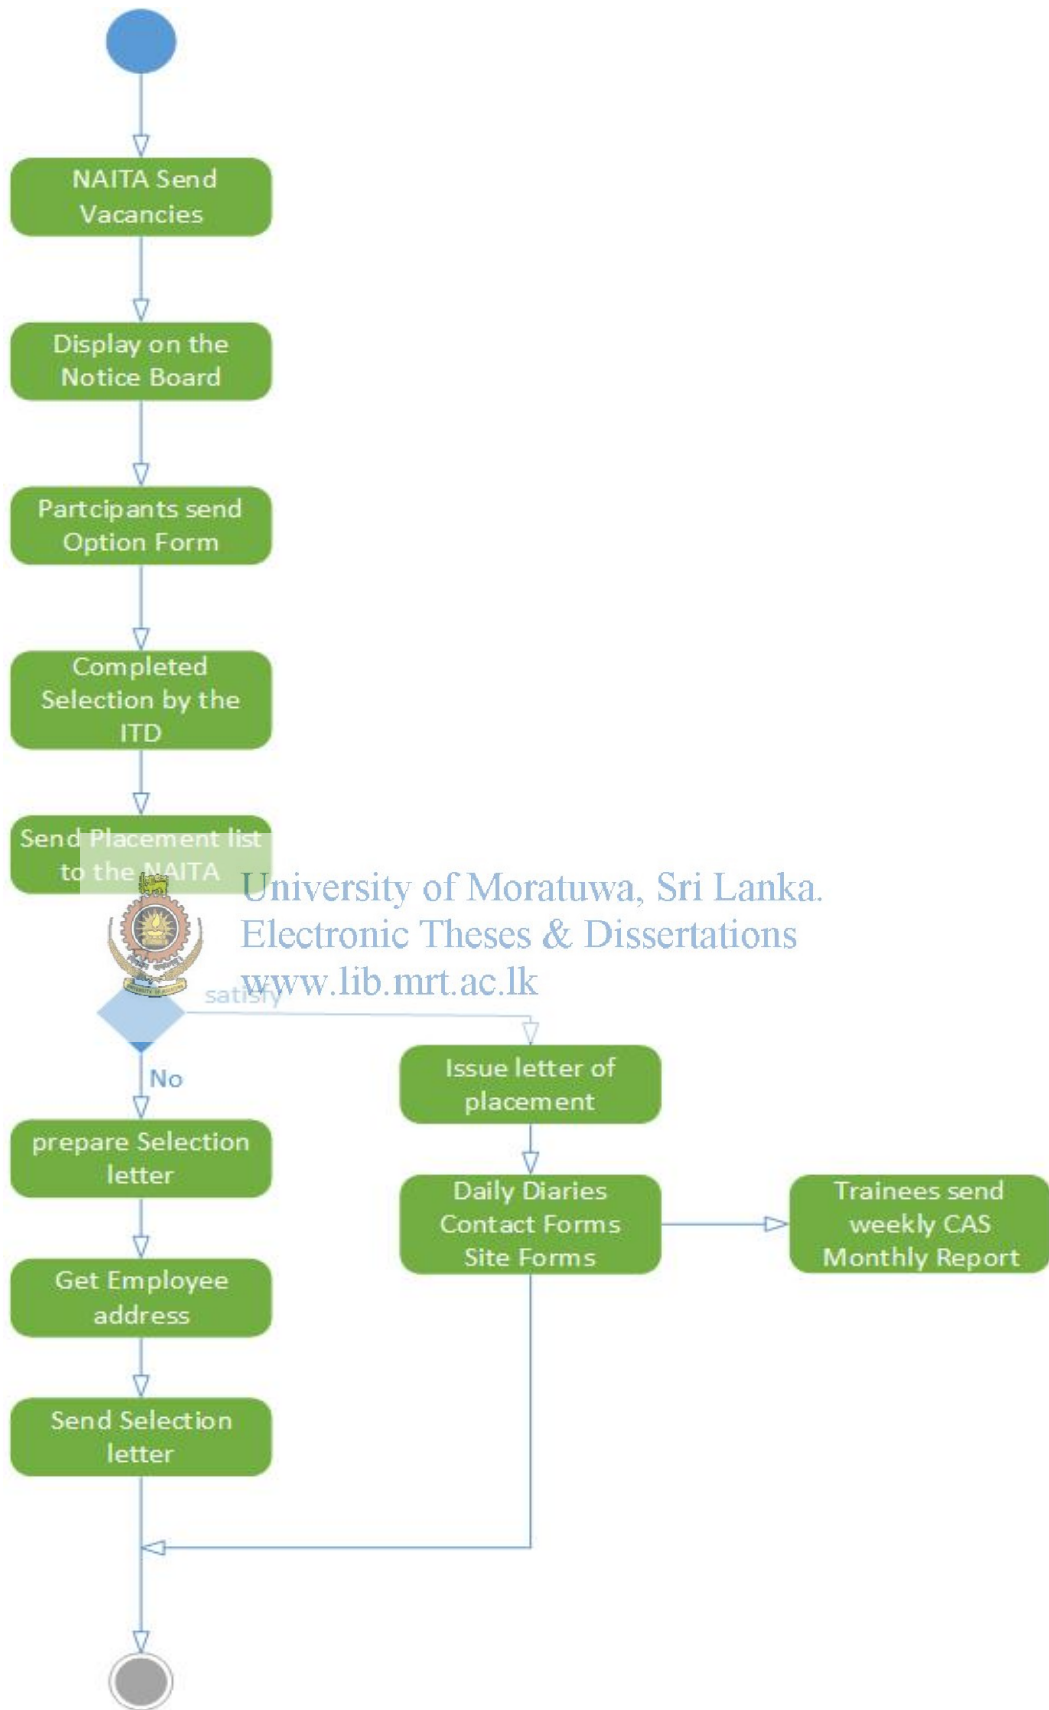 NAITA Send
Vacancies
Display on the
Notice Board
Partcipants send
Option Form
Completed
Selection by the
ITD
Send Placement list
to the NAITA
University of Moratuwa, Sri Lanka.
Electronic Theses & Dissertations
www.lib.mrt.ac.lk
satisfy
No
Issue letter of
placement
prepare Selection
letter
Daily Diaries
Contact Forms
Site Forms
Trainees send
weekly CAS
Monthly Report
Get Employee
address
Send Selection
letter